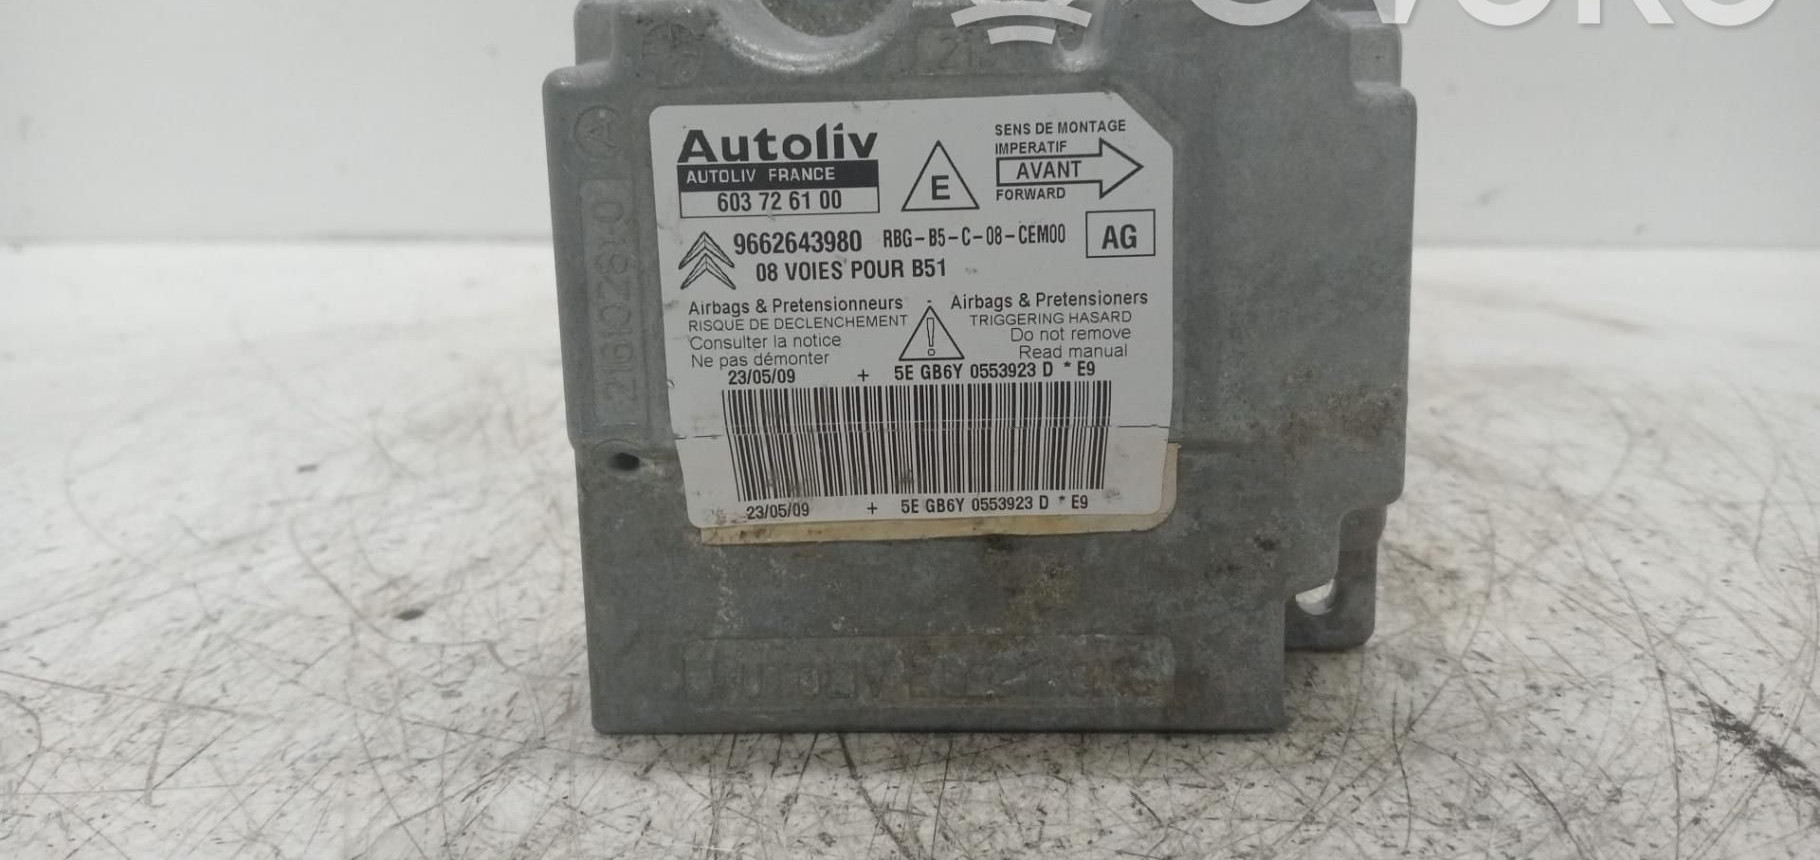 21
Autoliv
AUTOLIV FRANCE
603 72 61 00
E
SENS DE MONTAGE
IMPERATIF
AVANT
FORWARD
9662643980 RBG-B5-C-08-CEM00 AG
08 VOIES POUR B51
Airbags & Pretensionneurs - Airbags & Pretensioners
RISQUE DE DECLENCHEMENT TRIGGERING HASARD
Consulter la notice Do not remove
Ne pas démonter Read manual
23/05/09 + 5E GB6Y 0553923 D * E9
23/05/09 + 5E GB6Y 0553923 D * E9
A